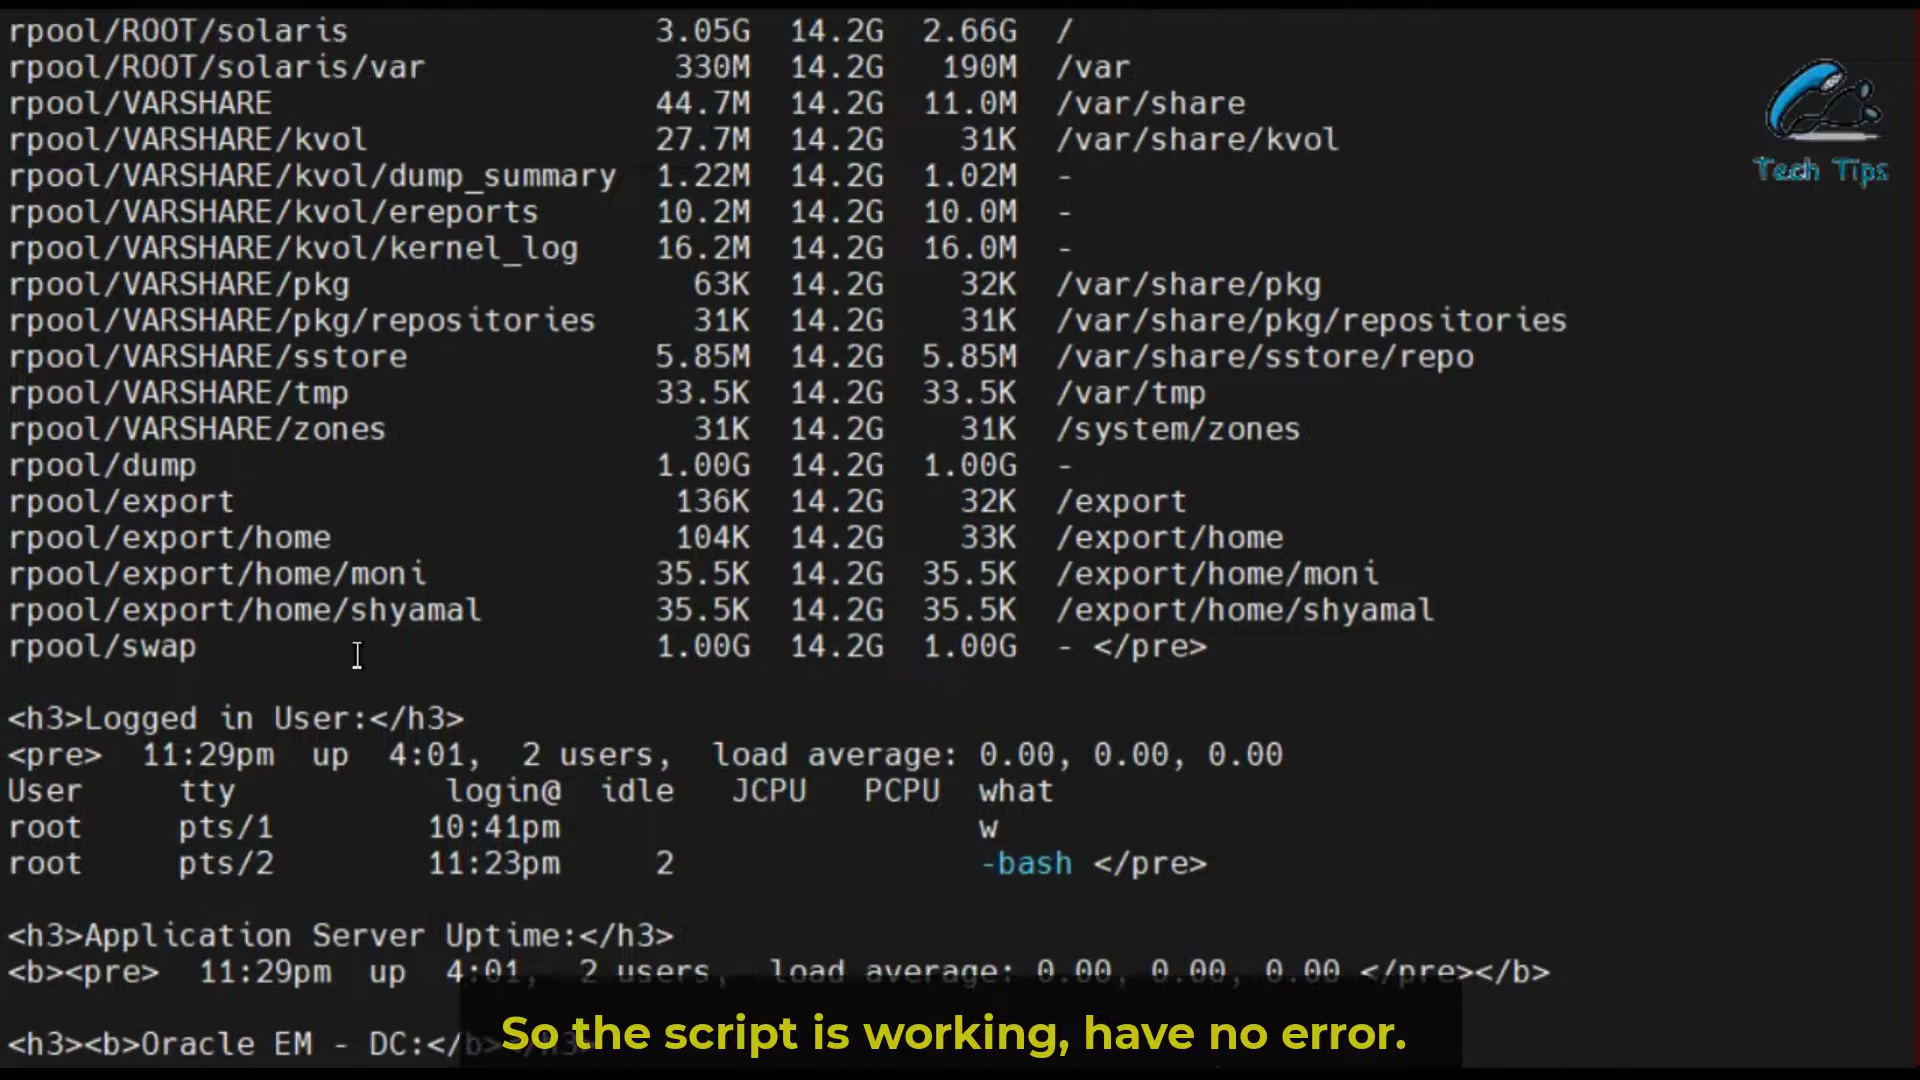 rpool/ROOT/solaris 3.05G 14.2G 2.66G /
rpool/ROOT/solaris/var 330M 14.2G 190M /var
rpool/VARSHARE 44.7M 14.2G 11.0M /var/share
rpool/VARSHARE/kvol 27.7M 14.2G 31K /var/share/kvol
rpool/VARSHARE/kvol/dump_summary 1.22M 14.2G 1.02M -
rpool/VARSHARE/kvol/ereports 10.2M 14.2G 10.0M -
rpool/VARSHARE/kvol/kernel_log 16.2M 14.2G 16.0M -
rpool/VARSHARE/pkg 63K 14.2G 32K /var/share/pkg
rpool/VARSHARE/pkg/repositories 31K 14.2G 31K /var/share/pkg/repositories
rpool/VARSHARE/sstore 5.85M 14.2G 5.85M /var/share/sstore/repo
rpool/VARSHARE/tmp 33.5K 14.2G 33.5K /var/tmp
rpool/VARSHARE/zones 31K 14.2G 31K /system/zones
rpool/dump 1.00G 14.2G 1.00G -
rpool/export 136K 14.2G 32K /export
rpool/export/home 104K 14.2G 33K /export/home
rpool/export/home/moni 35.5K 14.2G 35.5K /export/home/moni
rpool/export/home/shyamal 35.5K 14.2G 35.5K /export/home/shyamal
rpool/swap 1.00G 14.2G 1.00G - </pre>
<h3>Logged in User:</h3>
<pre> 11:29pm up 4:01, 2 users, load average: 0.00, 0.00, 0.00
User tty login@ idle JCPU PCPU what
root pts/1 10:41pm w
root pts/2 11:23pm 2 -bash </pre>
<h3>Application Server Uptime:</h3>
<b><pre> 11:29pm up 4:01, 2 users, load average: 0.00, 0.00, 0.00 </pre></b>
<h3><b>Oracle EM - DC:</b></h3>
So the script is working, have no error.
Tech Tips